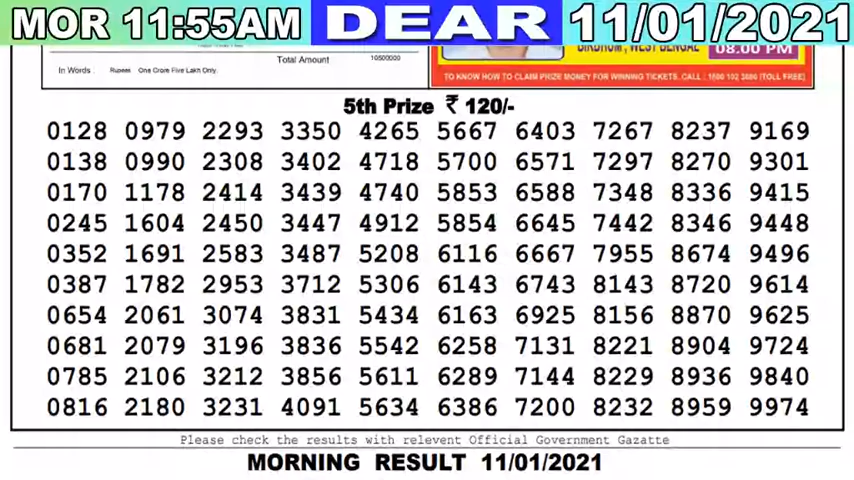 MOR 11:55AM DEAR 11/01/2021
Total Amount 10500000
In Words Rupees One Crore Five Lakh Only.
BIRBHUM, WEST BENGAL 08:00 PM
TO KNOW HOW TO CLAIM PRIZE MONEY FOR WINNING TICKETS. CALL : 1800 102 3800 (TOLL FREE)
5th Prize ₹ 120/-
0128 0979 2293 3350 4265 5667 6403 7267 8237 9169
0138 0990 2308 3402 4718 5700 6571 7297 8270 9301
0170 1178 2414 3439 4740 5853 6588 7348 8336 9415
0245 1604 2450 3447 4912 5854 6645 7442 8346 9448
0352 1691 2583 3487 5208 6116 6667 7955 8674 9496
0387 1782 2953 3712 5306 6143 6743 8143 8720 9614
0654 2061 3074 3831 5434 6163 6925 8156 8870 9625
0681 2079 3196 3836 5542 6258 7131 8221 8904 9724
0785 2106 3212 3856 5611 6289 7144 8229 8936 9840
0816 2180 3231 4091 5634 6386 7200 8232 8959 9974
Please check the results with relevent Official Government Gazatte
MORNING RESULT 11/01/2021